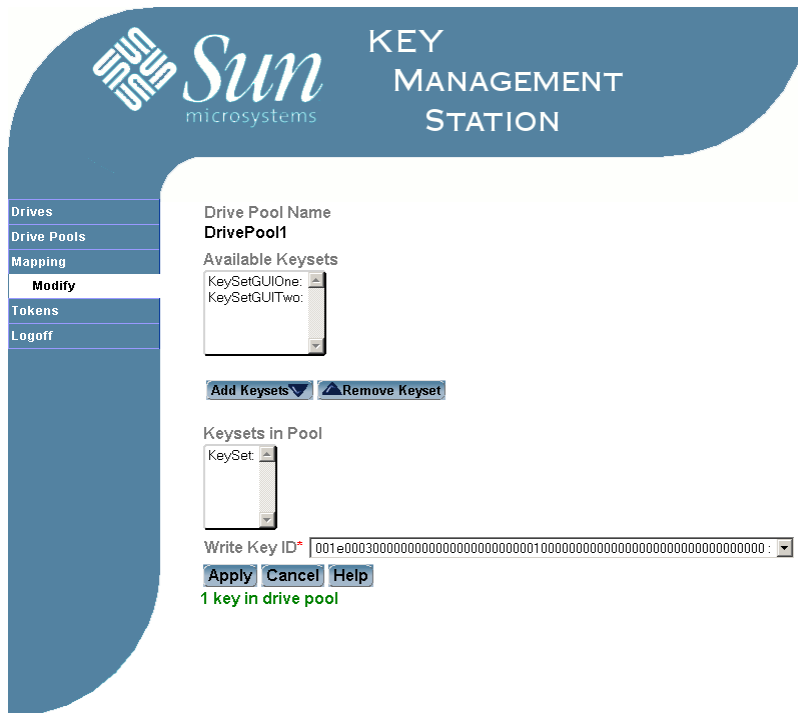 Sun
microsystems
KEY
MANAGEMENT
STATION
Drives
Drive Pools
Mapping
Modify
Tokens
Logoff
Drive Pool Name
DrivePool1
Available Keysets
KeySetGUIOne:
KeySetGUITwo:
Add Keysets Remove Keyset
Keysets in Pool
KeySet:
Write Key ID*
Apply Cancel Help
1 key in drive pool